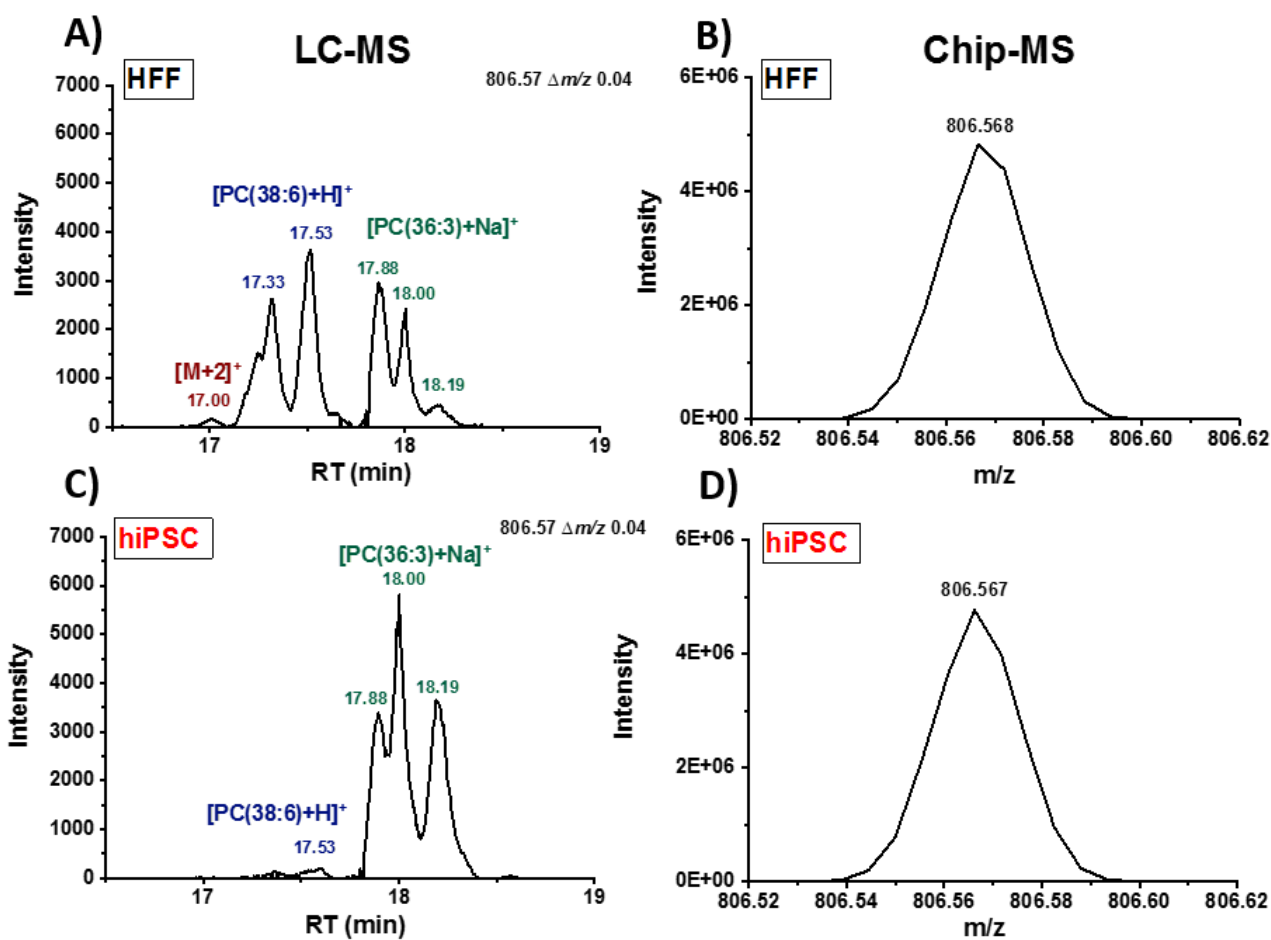 A)
LC-MS
HFF
806.57 Δm/z 0.04
7000
6000
5000
4000
3000
2000
1000
0
Intensity
[PC(38:6)+H]+
17.53
17.33
[PC(36:3)+Na]+
17.88
18.00
18.19
[M+2]+
17.00
17
18
19
RT (min)
B)
Chip-MS
HFF
6E+06
4E+06
2E+06
0E+00
Intensity
806.568
806.52
806.54
806.56
806.58
806.60
806.62
m/z
C)
hiPSC
806.57 Δm/z 0.04
7000
6000
5000
4000
3000
2000
1000
0
Intensity
[PC(36:3)+Na]+
18.00
17.88
18.19
[PC(38:6)+H]+
17.53
17
18
19
RT (min)
D)
hiPSC
6E+06
4E+06
2E+06
0E+00
Intensity
806.567
806.52
806.54
806.56
806.58
806.60
806.62
m/z